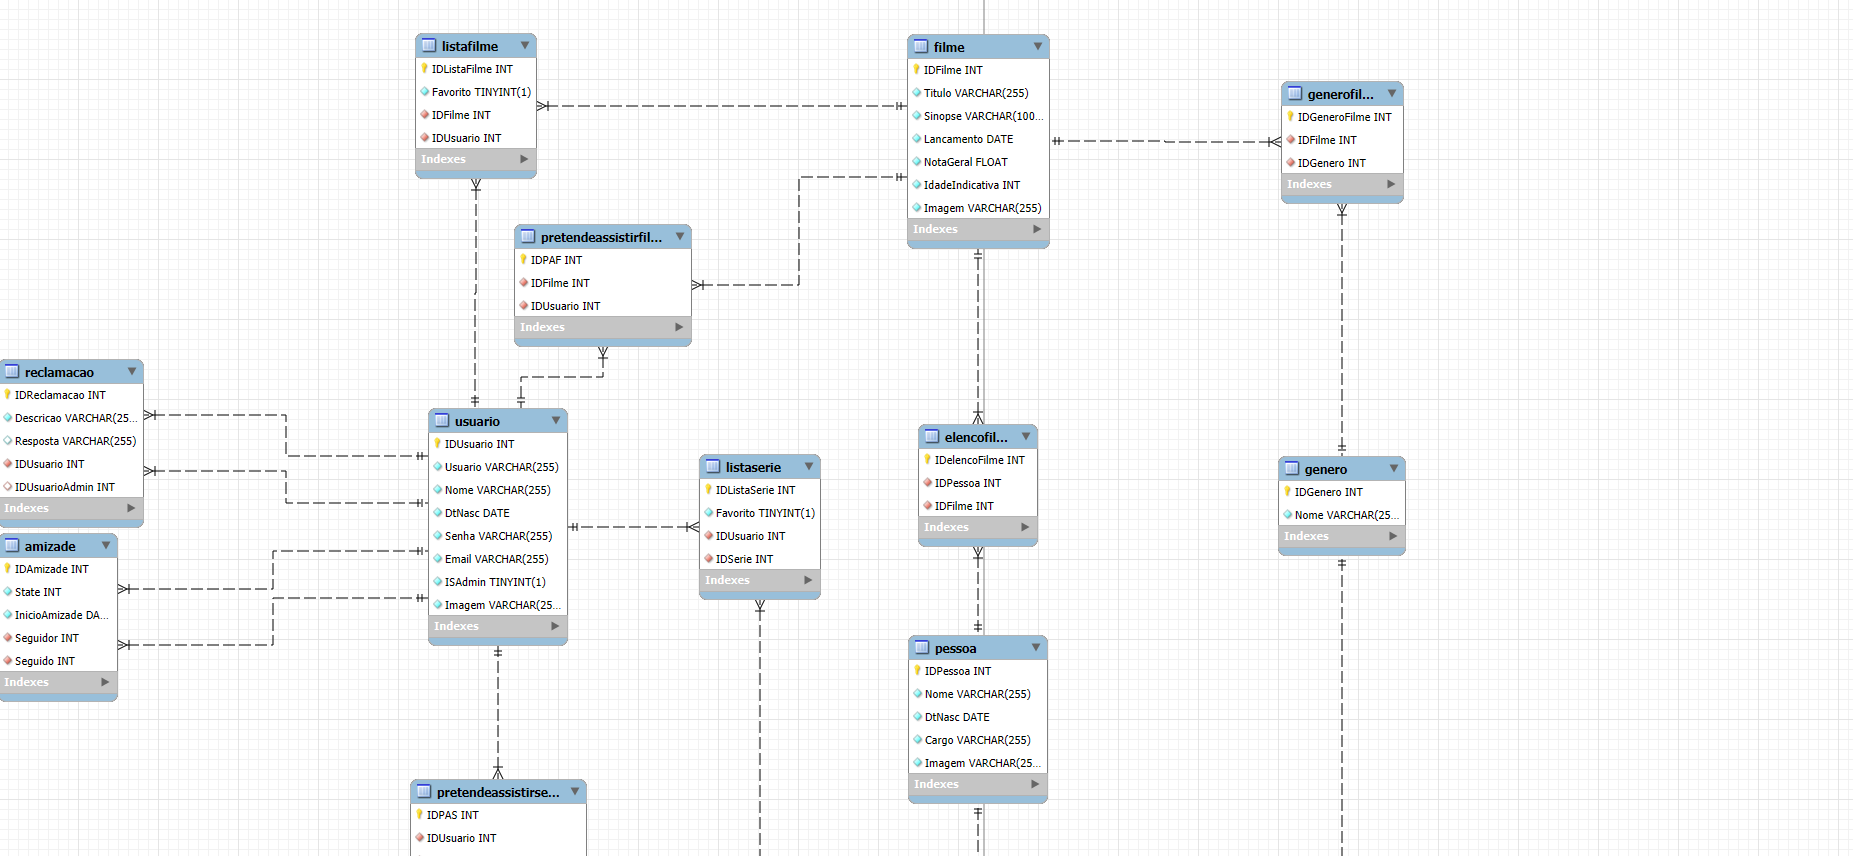 listafilme
IDListaFilme INT
Favorito TINYINT(1)
IDFilme INT
IDUsuario INT
Indexes
filme
IDFilme INT
Titulo VARCHAR(255)
Sinopse VARCHAR(100...
Lancamento DATE
NotaGeral FLOAT
IdadeIndicativa INT
Imagem VARCHAR(255)
Indexes
generofil...
IDGeneroFilme INT
IDFilme INT
IDGenero INT
Indexes
pretendeassistirfil...
IDPAF INT
IDFilme INT
IDUsuario INT
Indexes
reclamacao
IDReclamacao INT
Descricao VARCHAR(25...
Resposta VARCHAR(255)
IDUsuario INT
IDUsuarioAdmin INT
Indexes
usuario
IDUsuario INT
Usuario VARCHAR(255)
Nome VARCHAR(255)
DtNasc DATE
Senha VARCHAR(255)
Email VARCHAR(255)
ISAdmin TINYINT(1)
Imagem VARCHAR(25...
Indexes
listaserie
IDListaSerie INT
Favorito TINYINT(1)
IDUsuario INT
IDSerie INT
Indexes
elencofil...
IDelencoFilme INT
IDPessoa INT
IDFilme INT
Indexes
genero
IDGenero INT
Nome VARCHAR(25...
Indexes
amizade
IDAmizade INT
State INT
InicioAmizade DA...
Seguidor INT
Seguido INT
Indexes
pessoa
IDPessoa INT
Nome VARCHAR(255)
DtNasc DATE
Cargo VARCHAR(255)
Imagem VARCHAR(25...
Indexes
pretendeassistirse...
IDPAS INT
IDUsuario INT